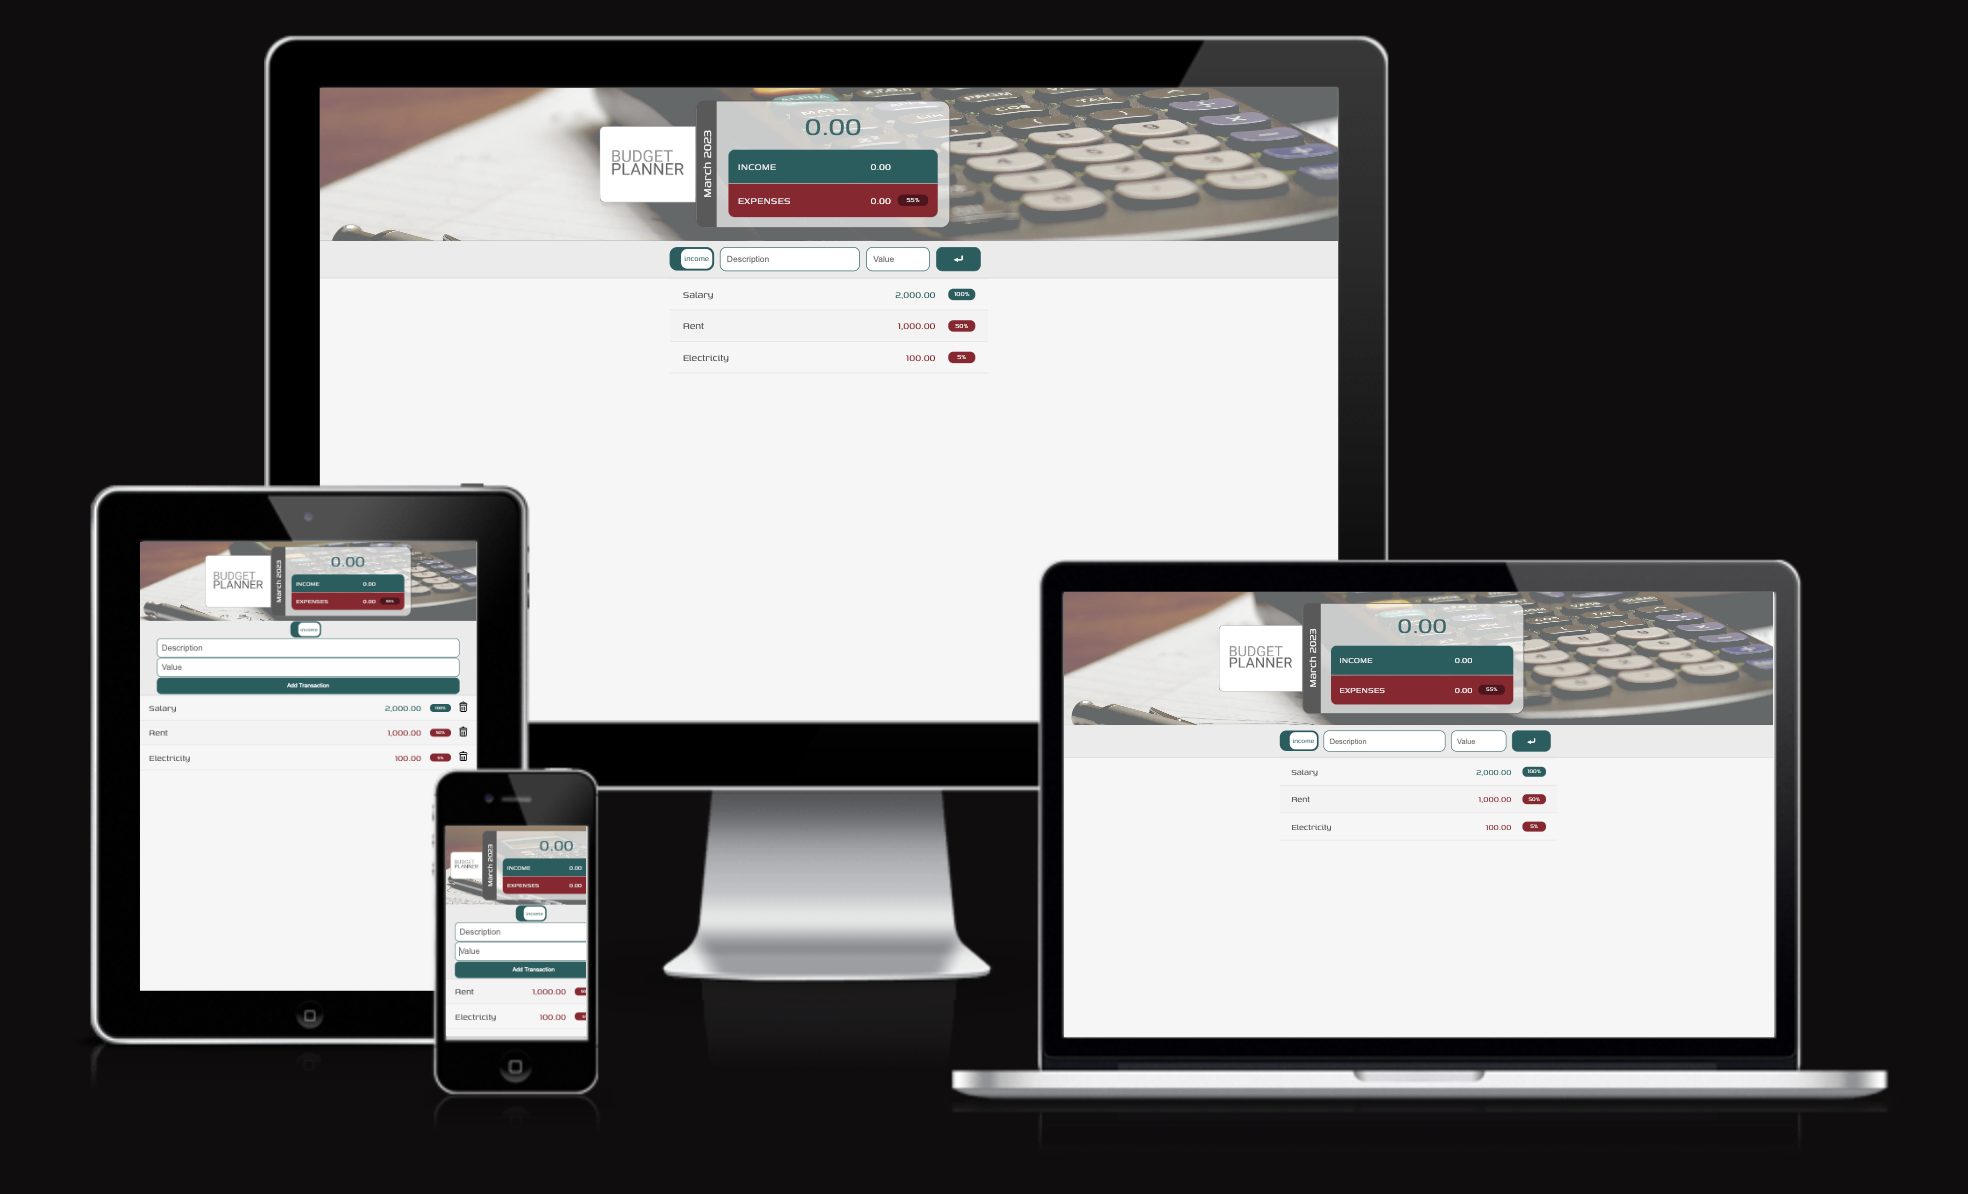 0.00
March 2023
BUDGET
PLANNER
INCOME 0.00
EXPENSES 0.00 55%
income Description Value
Salary 2,000.00 100%
Rent 1,000.00 50%
Electricity 100.00 5%
0.00
March 2023
BUDGET
PLANNER
INCOME 0.00
EXPENSES 0.00 55%
income
Description
Value
Add Transaction
Salary 2,000.00 100%
Rent 1,000.00 50%
Electricity 100.00 5%
0.00
March 2023
BUDGET
PLANNER
INCOME 0.00
EXPENSES 0.00
income
Description
Value
Add Transaction
Rent 1,000.00
Electricity 100.00
0.00
March 2023
BUDGET
PLANNER
INCOME 0.00
EXPENSES 0.00 55%
income Description Value
Salary 2,000.00 100%
Rent 1,000.00 50%
Electricity 100.00 5%